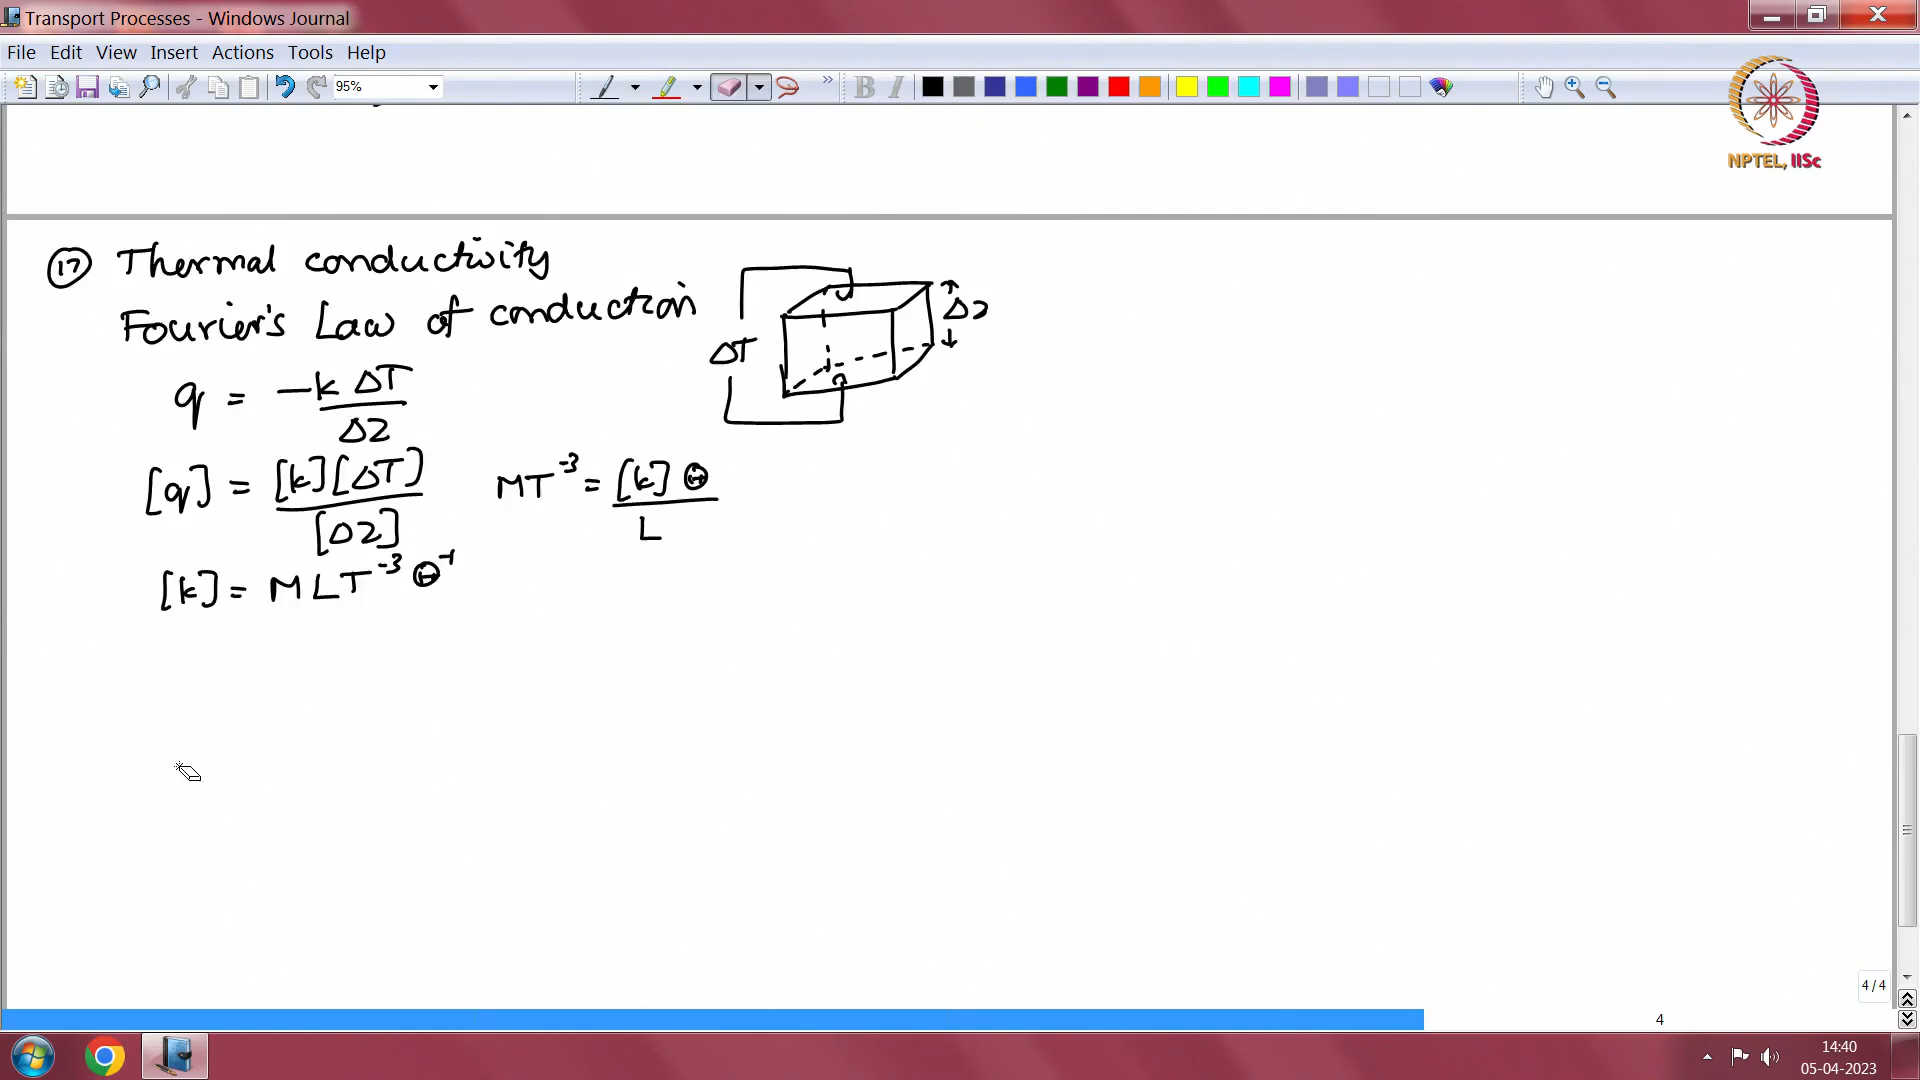 Transport Processes - Windows Journal
File Edit View Insert Actions Tools Help
95%
B I
NPTEL, IISc
⑰ Thermal conductivity
Fourier's Law of conduction
q = -k ΔT / Δz
ΔT
Δz
[q] = [k][ΔT] / [Δz]
MT⁻³ = [k] Θ / L
[k] = M L T⁻³ Θ⁻¹
4 / 4
4
14:40
05-04-2023